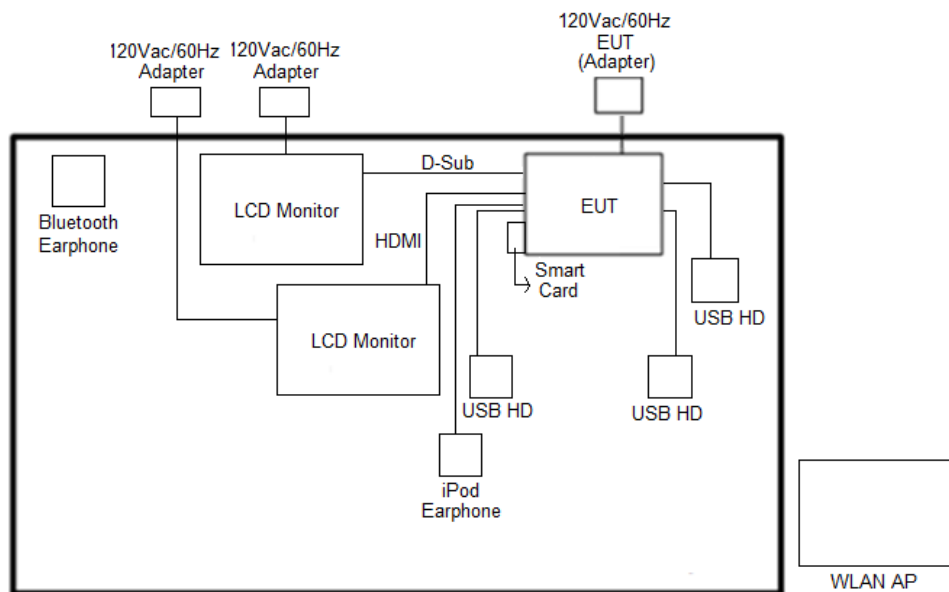 120Vac/60Hz
Adapter
120Vac/60Hz
Adapter
120Vac/60Hz
EUT
(Adapter)
Bluetooth
Earphone
LCD Monitor
D-Sub
HDMI
EUT
Smart
Card
LCD Monitor
USB HD
USB HD
USB HD
iPod
Earphone
WLAN AP